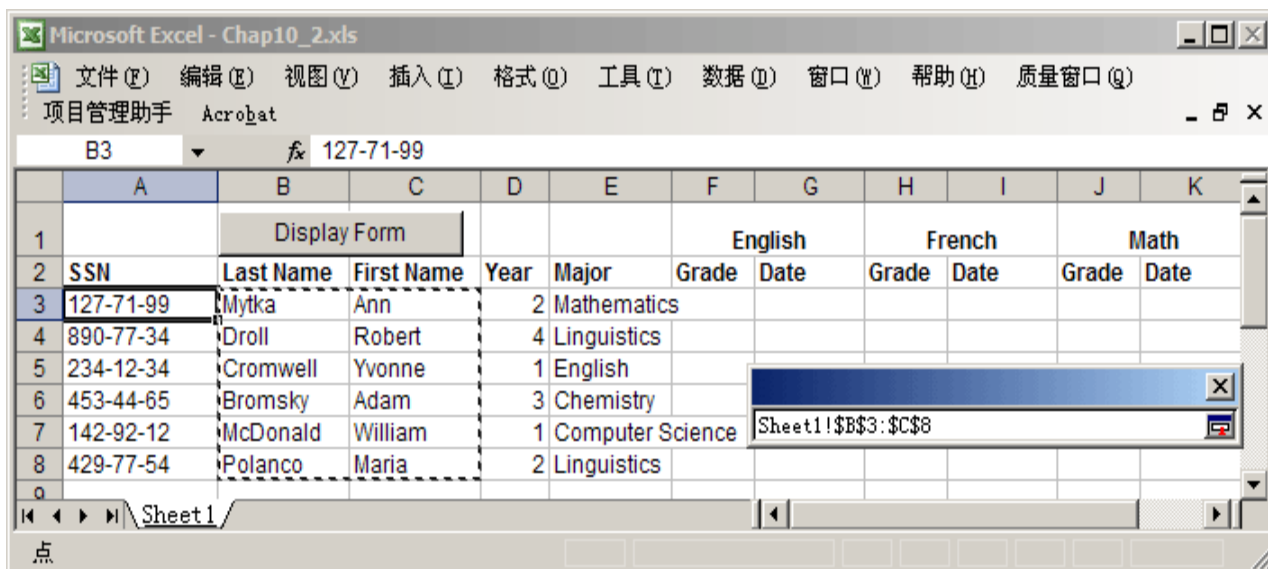 Microsoft Excel - Chap10_2.xls
文件(F) 编辑(E) 视图(V) 插入(I) 格式(O) 工具(T) 数据(D) 窗口(W) 帮助(H) 质量窗口(Q)
项目管理助手 Acrobat
B3 fx 127-71-99
A B C D E F G H I J K
1 Display Form English French Math
2 SSN Last Name First Name Year Major Grade Date Grade Date Grade Date
3 127-71-99 Mytka Ann 2 Mathematics
4 890-77-34 Droll Robert 4 Linguistics
5 234-12-34 Cromwell Yvonne 1 English
6 453-44-65 Bromsky Adam 3 Chemistry
7 142-92-12 McDonald William 1 Computer Science Sheet1!$B$3:$C$8
8 429-77-54 Polanco Maria 2 Linguistics
9
Sheet1
点